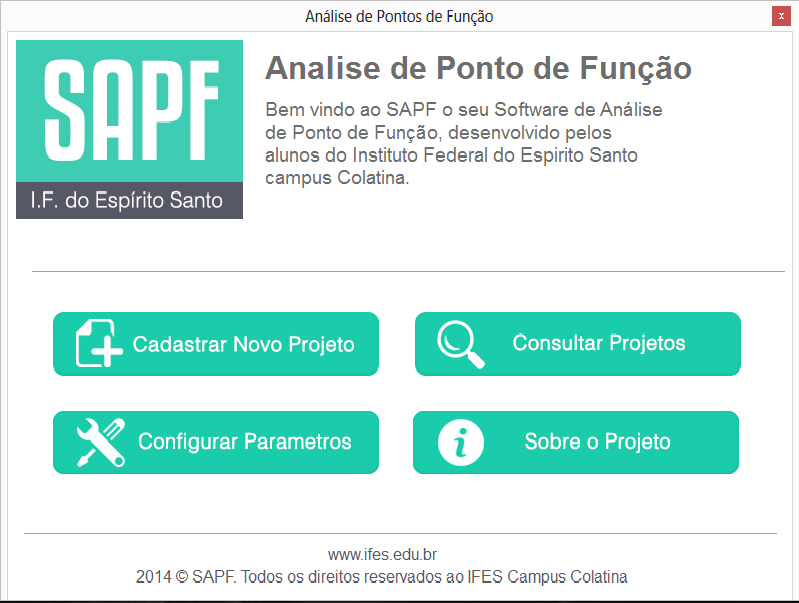 Análise de Pontos de Função
x
SAPF
I.F. do Espírito Santo
Analise de Ponto de Função
Bem vindo ao SAPF o seu Software de Análise
de Ponto de Função, desenvolvido pelos
alunos do Instituto Federal do Espirito Santo
campus Colatina.
Cadastrar Novo Projeto
Consultar Projetos
Configurar Parametros
Sobre o Projeto
www.ifes.edu.br
2014 © SAPF. Todos os direitos reservados ao IFES Campus Colatina